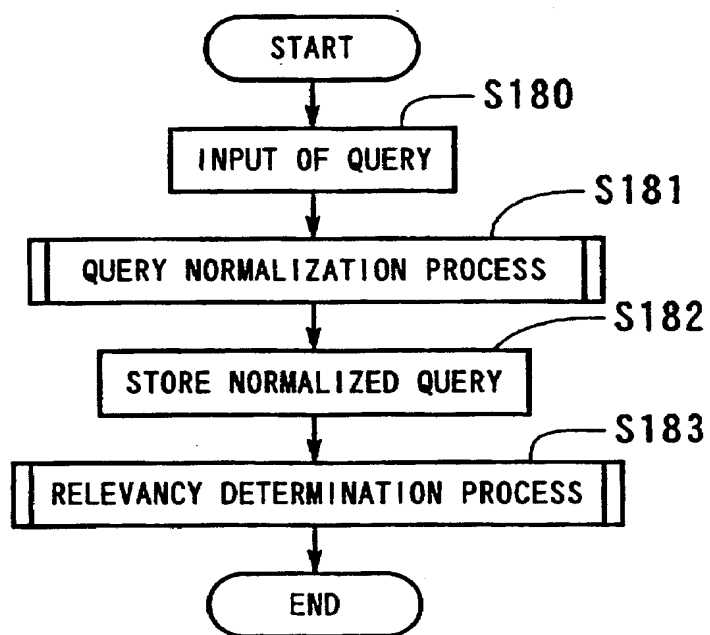 START
S180
INPUT OF QUERY
S181
QUERY NORMALIZATION PROCESS
S182
STORE NORMALIZED QUERY
S183
RELEVANCY DETERMINATION PROCESS
END